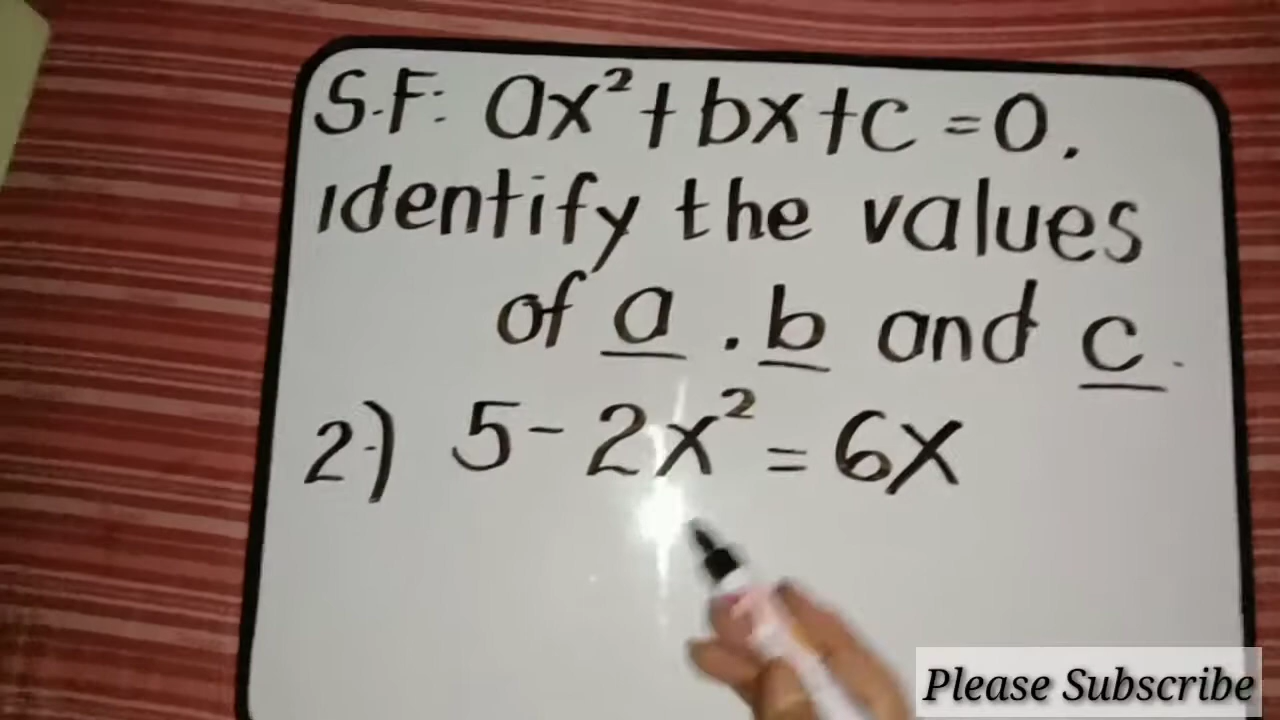 S.F: ax² + bx + c = 0.
identify the values
of a . b and c.
2.) 5 - 2x² = 6x
Please Subscribe